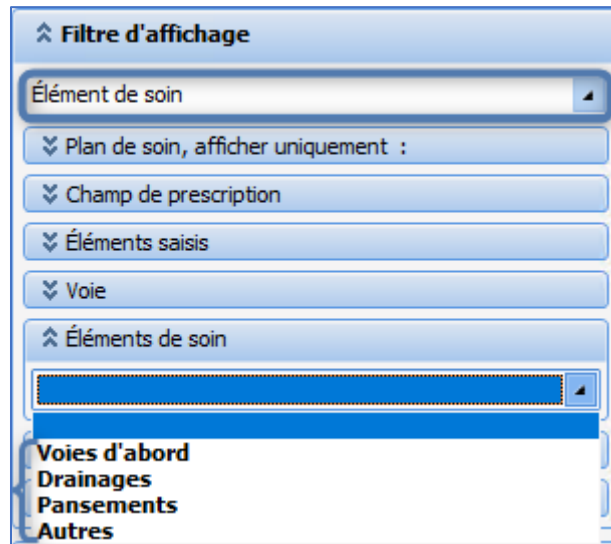 Filtre d'affichage
Élément de soin
Plan de soin, afficher uniquement :
Champ de prescription
Éléments saisis
Voie
Éléments de soin
Voies d'abord
Drainages
Pansements
Autres